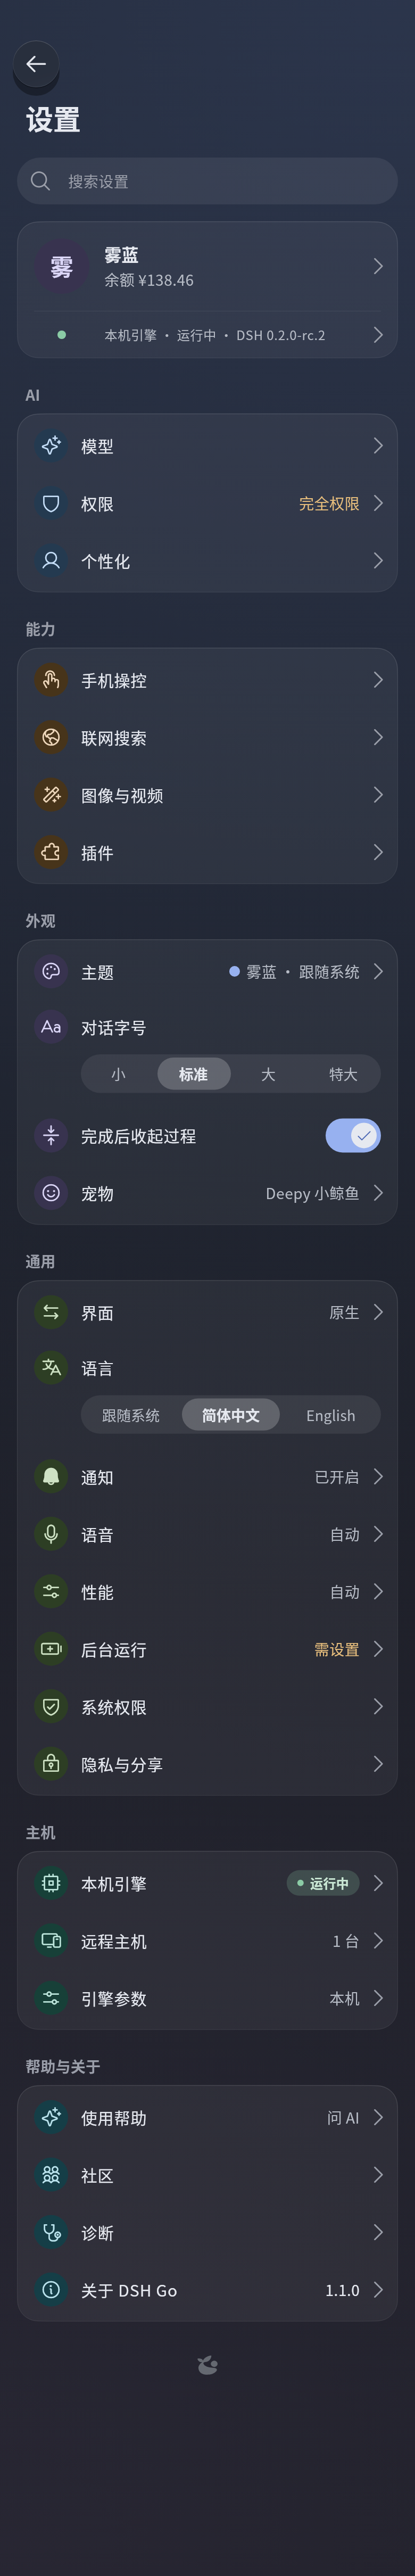 设置
搜索设置
雾
雾蓝
余额 ¥138.46
本机引擎 · 运行中 · DSH 0.2.0-rc.2
AI
模型
权限 完全权限
个性化
能力
手机操控
联网搜索
图像与视频
插件
外观
主题 雾蓝 · 跟随系统
Aa 对话字号
小 标准 大 特大
完成后收起过程
宠物 Deepy 小鲸鱼
通用
界面 原生
语言
跟随系统 简体中文 English
通知 已开启
语音 自动
性能 自动
后台运行 需设置
系统权限
隐私与分享
主机
本机引擎 运行中
远程主机 1 台
引擎参数 本机
帮助与关于
使用帮助 问 AI
社区
诊断
关于 DSH Go 1.1.0